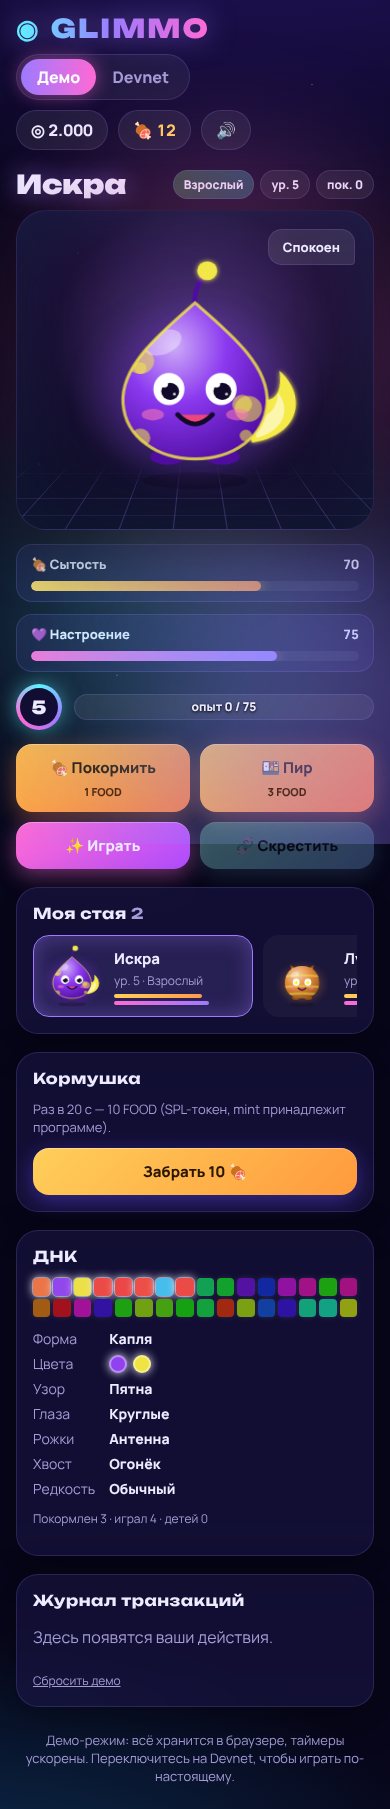 GLIMMO
Демо Devnet
2.000 12
Искра Взрослый ур. 5 пок. 0
Спокоен
Сытость 70
Настроение 75
5 опыт 0 / 75
Покормить Пир
1 FOOD 3 FOOD
Играть Скрестить
Моя стая 2
Искра
ур. 5 · Взрослый
Кормушка
Раз в 20 с — 10 FOOD (SPL-токен, mint принадлежит
программе).
Забрать 10
ДНК
Форма Капля
Цвета
Узор Пятна
Глаза Круглые
Рожки Антенна
Хвост Огонёк
Редкость Обычный
Покормлен 3 · играл 4 · детей 0
Журнал транзакций
Здесь появятся ваши действия.
Сбросить демо
Демо-режим: всё хранится в браузере, таймеры
ускорены. Переключитесь на Devnet, чтобы играть по-
настоящему.